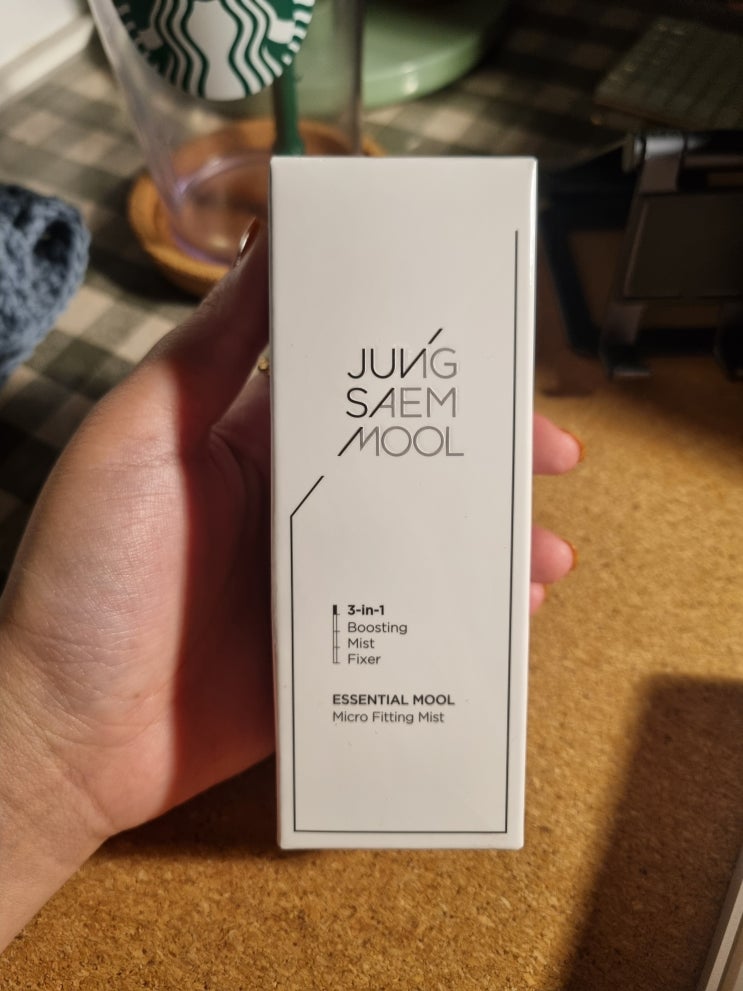 JUNG
SAEM
MOOL
3-in-1
Boosting
Mist
Fixer
ESSENTIAL MOOL
Micro Fitting Mist